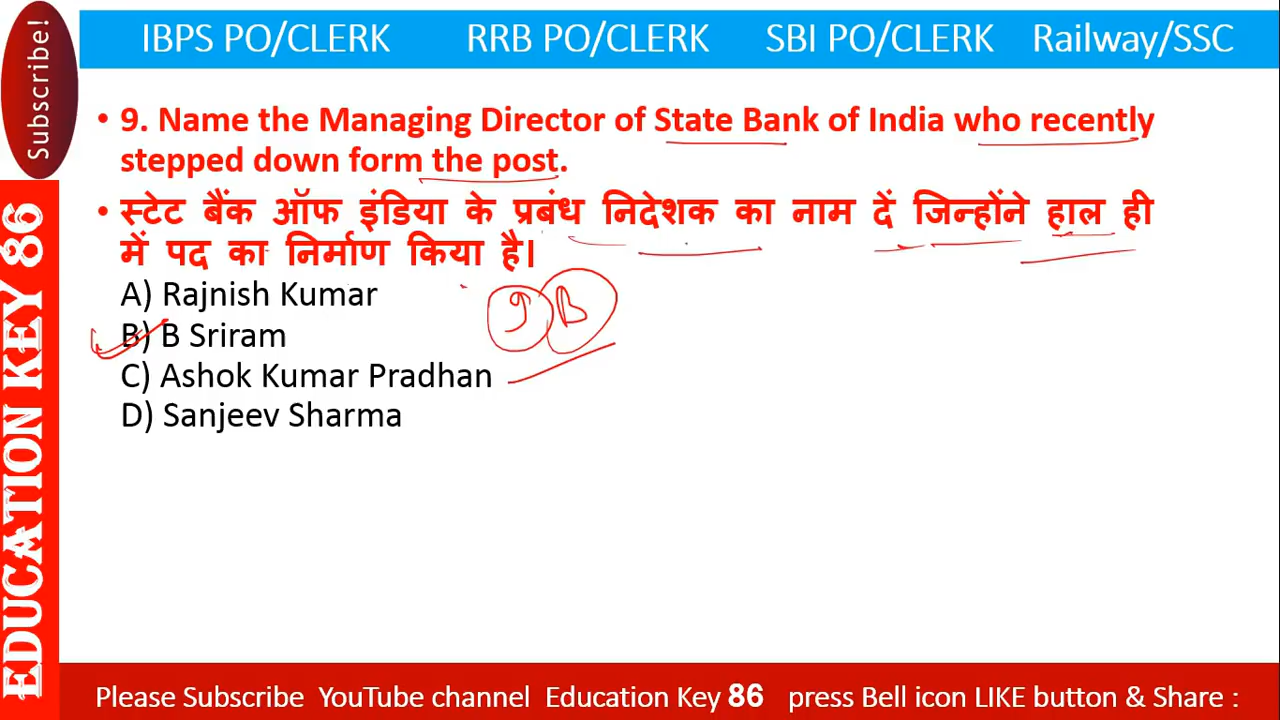 Subscribe!
IBPS PO/CLERK RRB PO/CLERK SBI PO/CLERK Railway/SSC
• 9. Name the Managing Director of State Bank of India who recently
stepped down form the post.
• स्टेट बैंक ऑफ इंडिया के प्रबंध निदेशक का नाम दें जिन्होंने हाल ही
में पद का निर्माण किया है।
A) Rajnish Kumar
9 B
B) B Sriram
C) Ashok Kumar Pradhan
D) Sanjeev Sharma
EDUCATION KEY 86
Please Subscribe YouTube channel Education Key 86 press Bell icon LIKE button & Share :